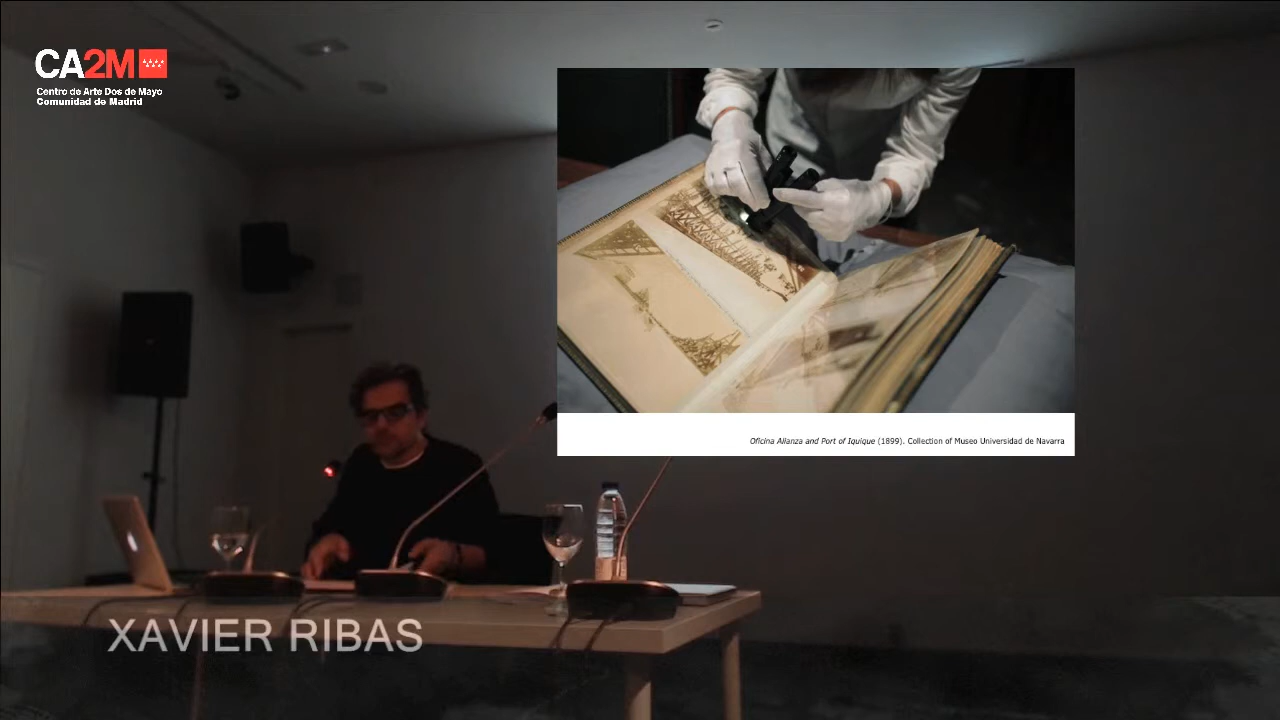 CA2M
Centro de Arte Dos de Mayo
Comunidad de Madrid
Oficina Alianza and Port of Iquique (1899). Collection of Museo Universidad de Navarra
XAVIER RIBAS